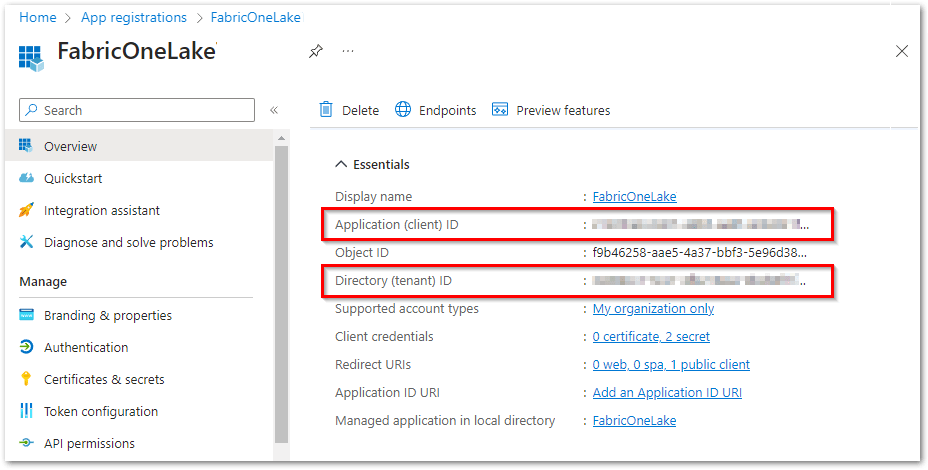 Home > App registrations > FabricOneLake
FabricOneLake
Search
Delete Endpoints Preview features
Overview
Essentials
Quickstart
Display name : FabricOneLake
Integration assistant
Application (client) ID :
Diagnose and solve problems
Object ID : f9b46258-aae5-4a37-bbf3-5e96d38...
Directory (tenant) ID :
Manage
Supported account types : My organization only
Branding & properties
Client credentials : 0 certificate, 2 secret
Authentication
Redirect URIs : 0 web, 0 spa, 1 public client
Certificates & secrets
Application ID URI : Add an Application ID URI
Token configuration
Managed application in local directory : FabricOneLake
API permissions